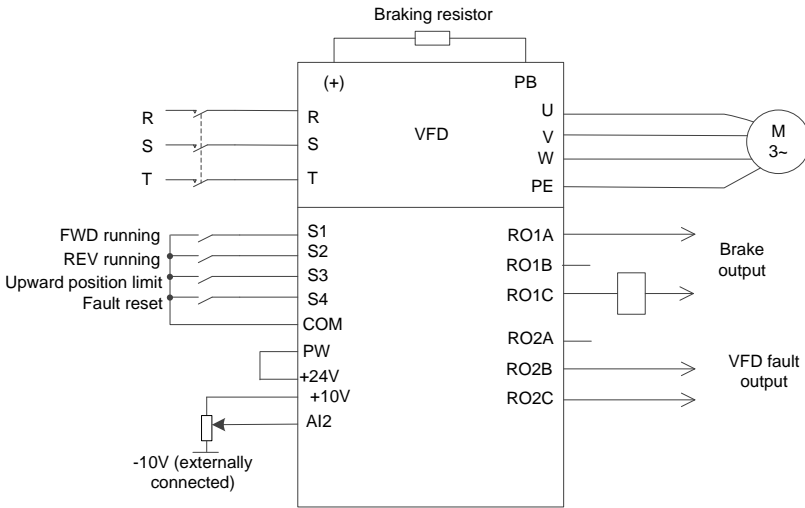 Braking resistor
(+)
PB
R
R
S
S
T
T
VFD
U
V
W
PE
M
3~
FWD running
REV running
Upward position limit
Fault reset
S1
S2
S3
S4
COM
PW
+24V
+10V
AI2
-10V (externally
connected)
RO1A
RO1B
RO1C
RO2A
RO2B
RO2C
Brake
output
VFD fault
output